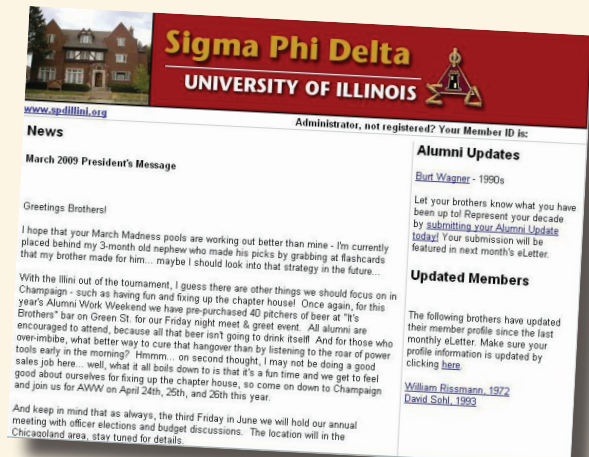 Sigma Phi Delta
UNIVERSITY OF ILLINOIS
www.spdillini.org
Administrator, not registered? Your Member ID is:
News
March 2009 President's Message
Greetings Brothers!
I hope that your March Madness pools are working out better than mine - I'm currently
placed behind my 3-month old nephew who made his picks by grabbing at flashcards
that my brother made for him... maybe I should look into that strategy in the future...
With the Illini out of the tournament, I guess there are other things we should focus on in
Champaign - such as having fun and fixing up the chapter house! Once again, for this
year's Alumni Work Weekend we have pre-purchased 40 pitchers of beer at "It's
Brothers" bar on Green St. for our Friday night meet & greet event. All alumni are
encouraged to attend, because all that beer isn't going to drink itself! And for those who
over-imbibe, what better way to cure that hangover than by listening to the roar of power
tools early in the morning? Hmmm... on second thought, I may not be doing a good
sales job here... well, what it all boils down to is that it's a fun time and we get to feel
good about ourselves for fixing up the chapter house, so come on down to Champaign
and join us for AWW on April 24th, 25th, and 26th this year.
And keep in mind that as always, the third Friday in June we will hold our annual
meeting with officer elections and budget discussions. The location will in the
Chicagoland area, stay tuned for details.
Alumni Updates
Burt Wagner - 1990s
Let your brothers know what you have
been up to! Represent your decade
by submitting your Alumni Update
today! Your submission will be
featured in next month's eLetter.
Updated Members
The following brothers have updated
their member profile since the last
monthly eLetter. Make sure your
profile information is updated by
clicking here.
William Rissmann, 1972
David Sohl, 1993